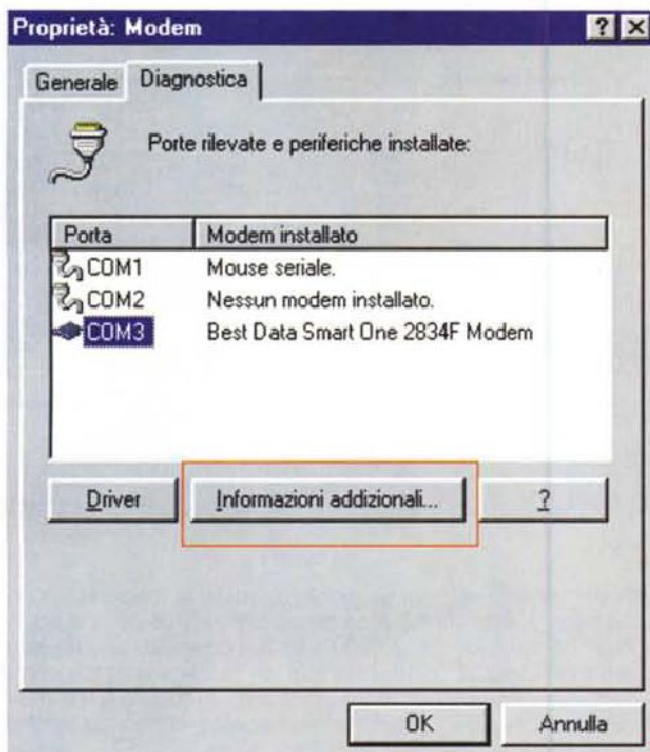 Proprietà: Modem ? ×
Generale Diagnostica
Porte rilevate e periferiche installate:
Porta Modem installato
COM1 Mouse seriale.
COM2 Nessun modem installato.
COM3 Best Data Smart One 2834F Modem
Driver Informazioni addizionali... ?
OK Annulla